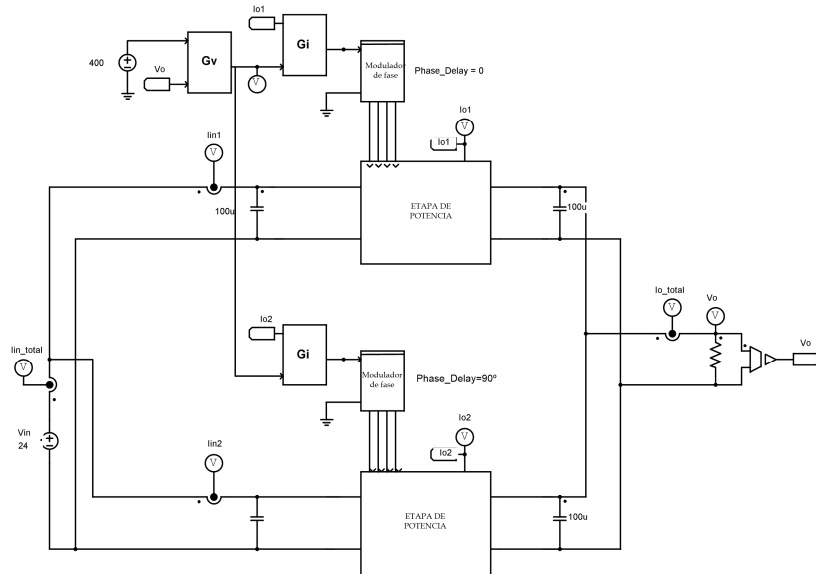 Io1
Gi
Gv
400
Vo
V
Modulador
de fase
Phase_Delay = 0
Io1
V
Io1
Iin1
V
100u
ETAPA DE
POTENCIA
100u
Io_total
V
Vo
V
Vo
Io2
Gi
Modulador
de fase
Phase_Delay=90º
Iin_total
V
Vin
24
Io2
V
Io2
Iin2
V
ETAPA DE
POTENCIA
100u